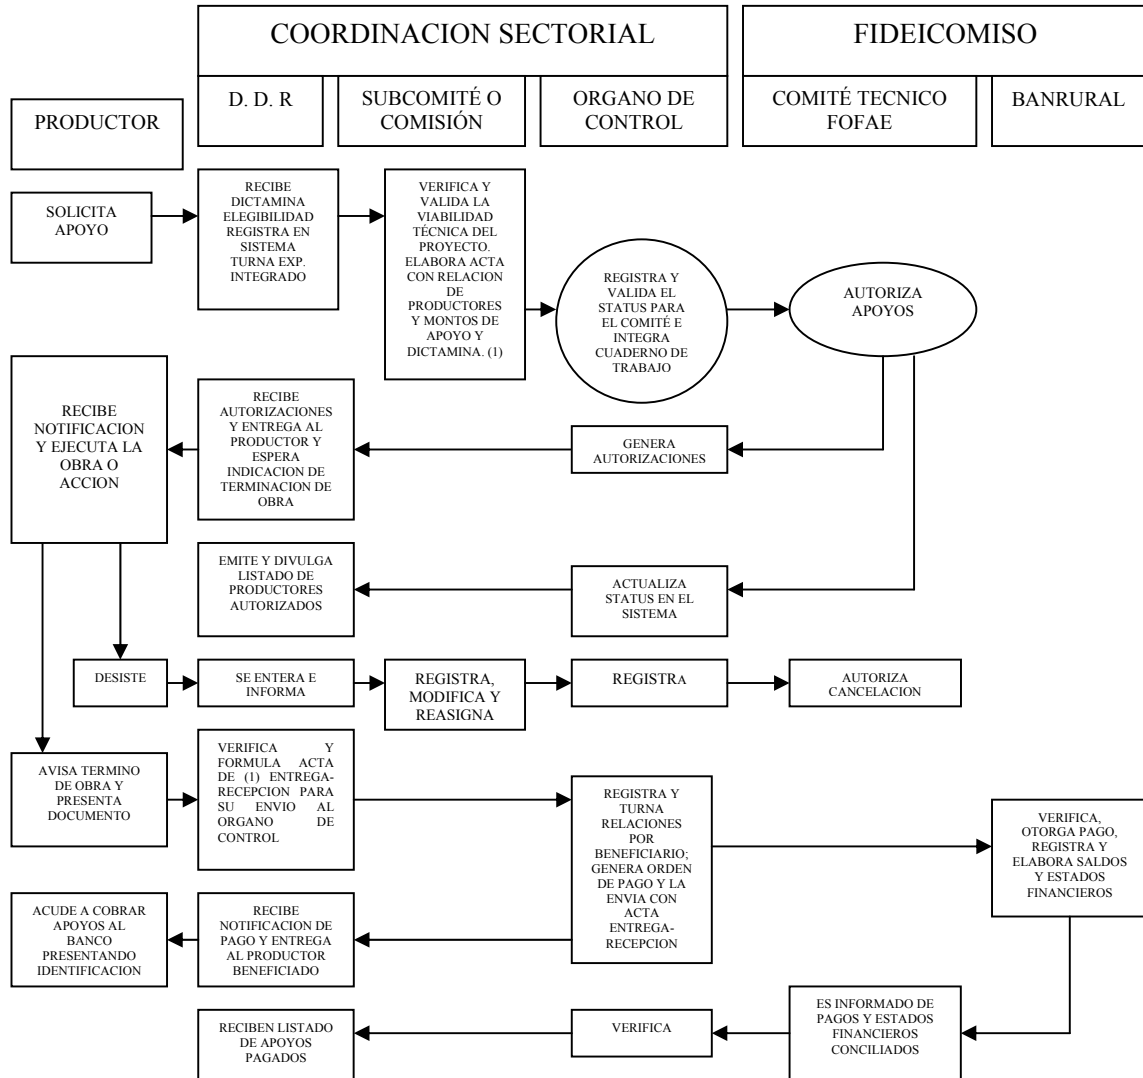 COORDINACION SECTORIAL
FIDEICOMISO
PRODUCTOR
D. D. R
SUBCOMITÉ O
COMISIÓN
ORGANO DE
CONTROL
COMITÉ TECNICO
FOFAE
BANRURAL
SOLICITA
APOYO
RECIBE
DICTAMINA
ELEGIBILIDAD
REGISTRA EN
SISTEMA
TURNA EXP.
INTEGRADO
VERIFICA Y
VALIDA LA
VIABILIDAD
TÉCNICA DEL
PROYECTO.
ELABORA ACTA
CON RELACION
DE
PRODUCTORES
Y MONTOS DE
APOYO Y
DICTAMINA. (1)
REGISTRA Y
VALIDA EL
STATUS PARA
EL COMITÉ E
INTEGRA
CUADERNO DE
TRABAJO
AUTORIZA
APOYOS
RECIBE
NOTIFICACION
Y EJECUTA LA
OBRA O
ACCION
RECIBE
AUTORIZACIONES
Y ENTREGA AL
PRODUCTOR Y
ESPERA
INDICACION DE
TERMINACION DE
OBRA
GENERA
AUTORIZACIONES
EMITE Y DIVULGA
LISTADO DE
PRODUCTORES
AUTORIZADOS
ACTUALIZA
STATUS EN EL
SISTEMA
DESISTE
SE ENTERA E
INFORMA
REGISTRA,
MODIFICA Y
REASIGNA
REGISTRA
AUTORIZA
CANCELACION
AVISA TERMINO
DE OBRA Y
PRESENTA
DOCUMENTO
VERIFICA Y
FORMULA ACTA
DE (1) ENTREGA-
RECEPCION PARA
SU ENVIO AL
ORGANO DE
CONTROL
REGISTRA Y
TURNA
RELACIONES
POR
BENEFICIARIO;
GENERA ORDEN
DE PAGO Y LA
ENVIA CON
ACTA
ENTREGA-
RECEPCION
VERIFICA,
OTORGA PAGO,
REGISTRA Y
ELABORA SALDOS
Y ESTADOS
FINANCIEROS
ACUDE A COBRAR
APOYOS AL
BANCO
PRESENTANDO
IDENTIFICACION
RECIBE
NOTIFICACION DE
PAGO Y ENTREGA
AL PRODUCTOR
BENEFICIADO
RECIBEN LISTADO
DE APOYOS
PAGADOS
VERIFICA
ES INFORMADO DE
PAGOS Y ESTADOS
FINANCIEROS
CONCILIADOS